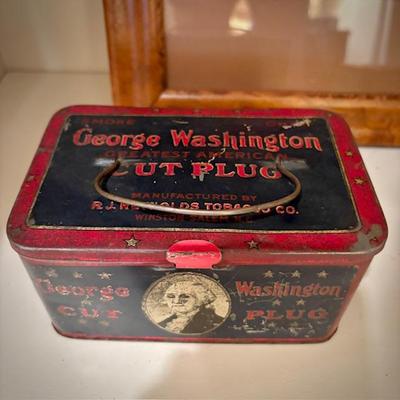 SMOKE
George Washington
GREATEST AMERICAN
CUT PLUG
MANUFACTURED BY
R.J. REYNOLDS TOBACCO CO.
WINSTON-SALEM, N.C.
George Washington
CUT PLUG